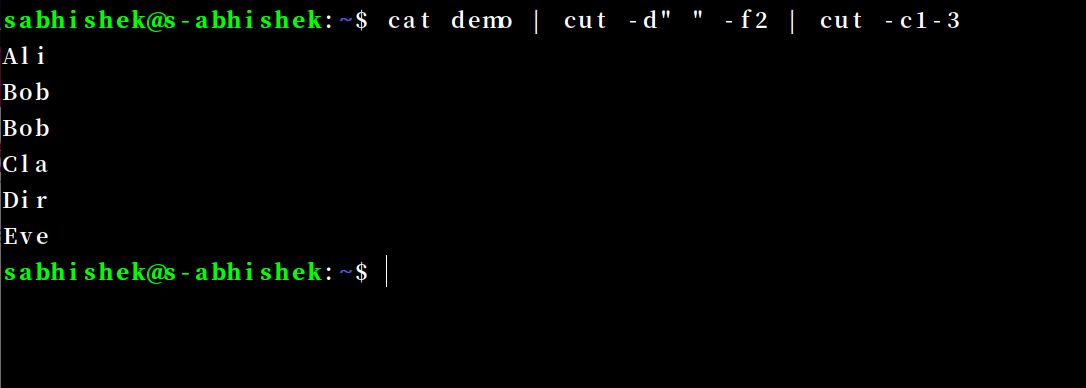 sabhishek@s-abhishek:~$ cat demo | cut -d" " -f2 | cut -c1-3
Ali
Bob
Bob
Cla
Dir
Eve
sabhishek@s-abhishek:~$